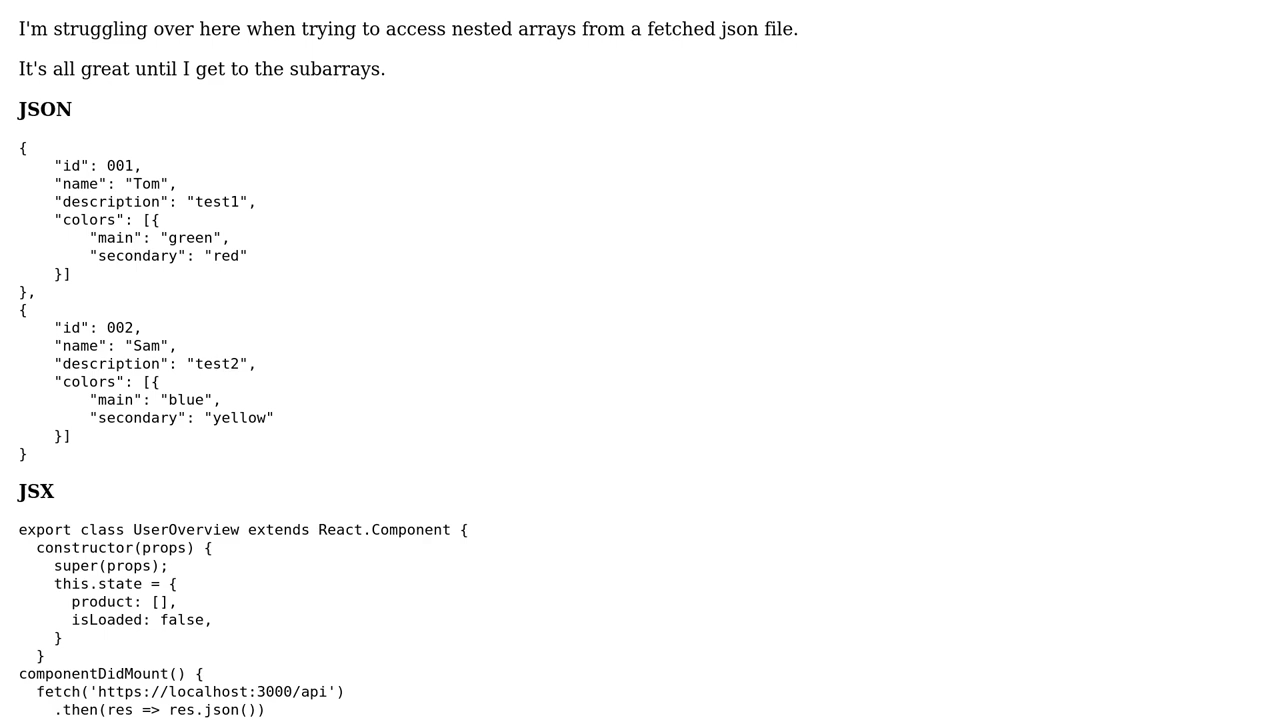 I'm struggling over here when trying to access nested arrays from a fetched json file.
It's all great until I get to the subarrays.
JSON
{
    "id": 001,
    "name": "Tom",
    "description": "test1",
    "colors": [{
        "main": "green",
        "secondary": "red"
    }]
},
{
    "id": 002,
    "name": "Sam",
    "description": "test2",
    "colors": [{
        "main": "blue",
        "secondary": "yellow"
    }]
}
JSX
export class UserOverview extends React.Component {
  constructor(props) {
    super(props);
    this.state = {
      product: [],
      isLoaded: false,
    }
  }
componentDidMount() {
  fetch('https://localhost:3000/api')
    .then(res => res.json())